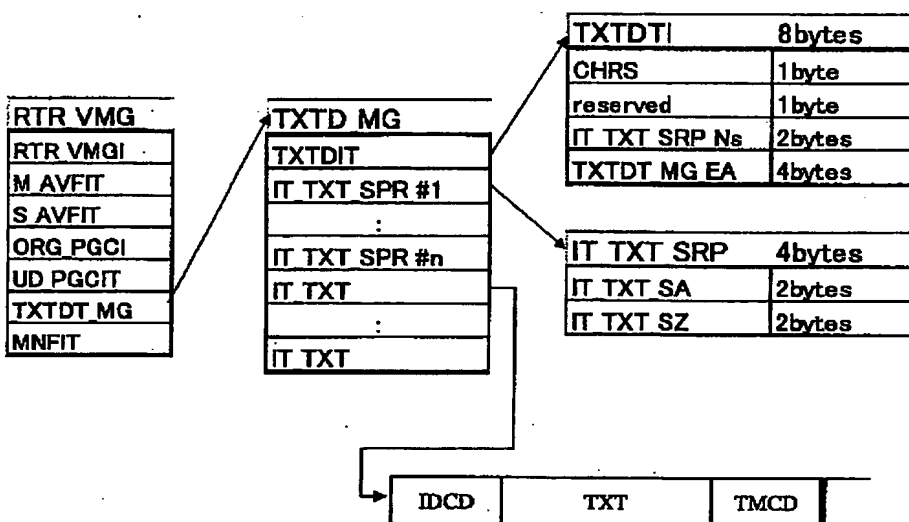 RTR VMG
RTR VMGI
M AVFIT
S AVFIT
ORG PGCI
UD PGCIT
TXTDT MG
MNFIT
TXTD MG
TXTDIT
IT TXT SPR #1
:
IT TXT SPR #n
IT TXT
:
IT TXT
TXTDTI 8bytes
CHRS 1byte
reserved 1byte
IT TXT SRP Ns 2bytes
TXTDT MG EA 4bytes
IT TXT SRP 4bytes
IT TXT SA 2bytes
IT TXT SZ 2bytes
IDCD TXT TMCD